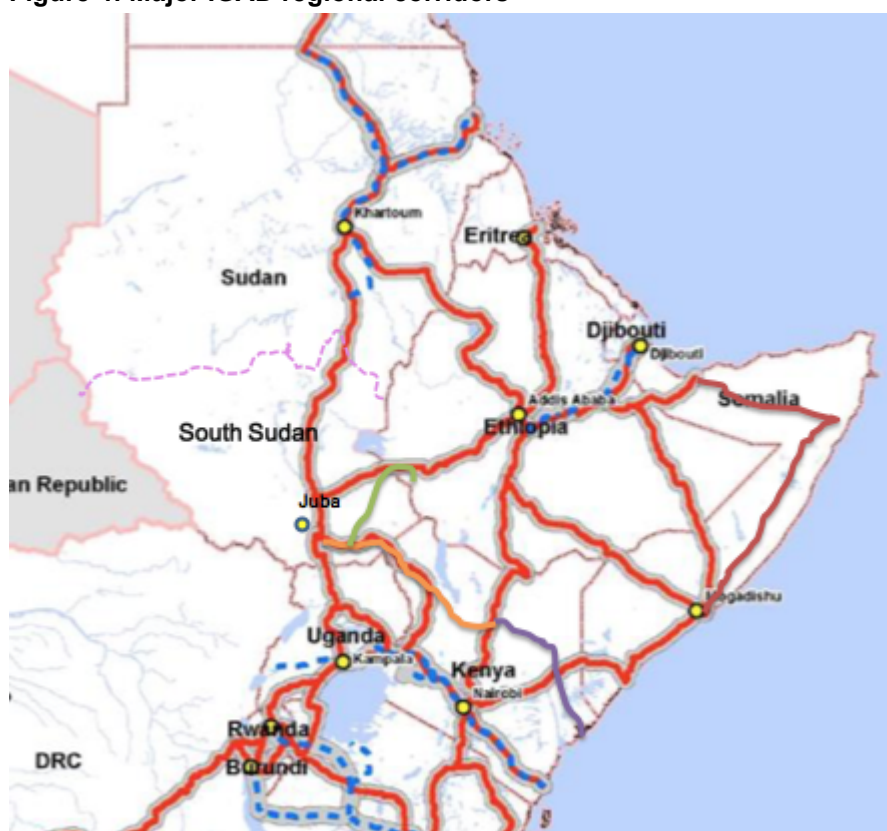 Khartoum
Eritrea
Sudan
Djibouti
Djibouti
Addis Ababa
Somalia
Ethiopia
South Sudan
an Republic
Juba
Mogadishu
Uganda
Kampala
Kenya
Nairobi
Rwanda
DRC
Burundi